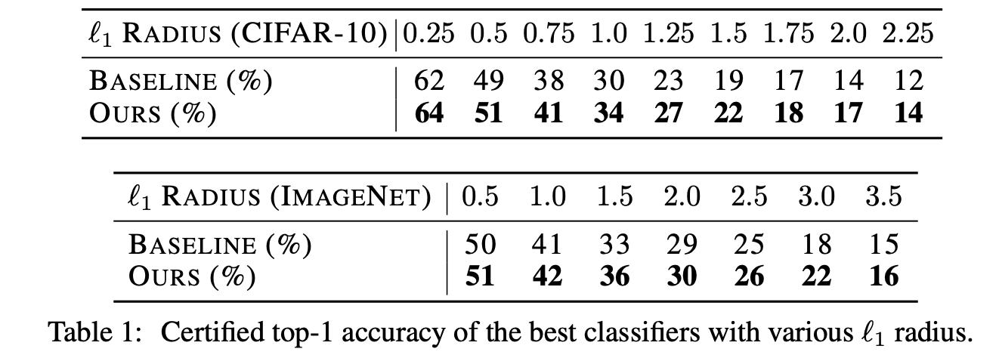 ℓ1 RADIUS (CIFAR-10) 0.25 0.5 0.75 1.0 1.25 1.5 1.75 2.0 2.25
BASELINE (%) 62 49 38 30 23 19 17 14 12
OURS (%) 64 51 41 34 27 22 18 17 14
ℓ1 RADIUS (IMAGENET) 0.5 1.0 1.5 2.0 2.5 3.0 3.5
BASELINE (%) 50 41 33 29 25 18 15
OURS (%) 51 42 36 30 26 22 16
Table 1: Certified top-1 accuracy of the best classifiers with various ℓ1 radius.